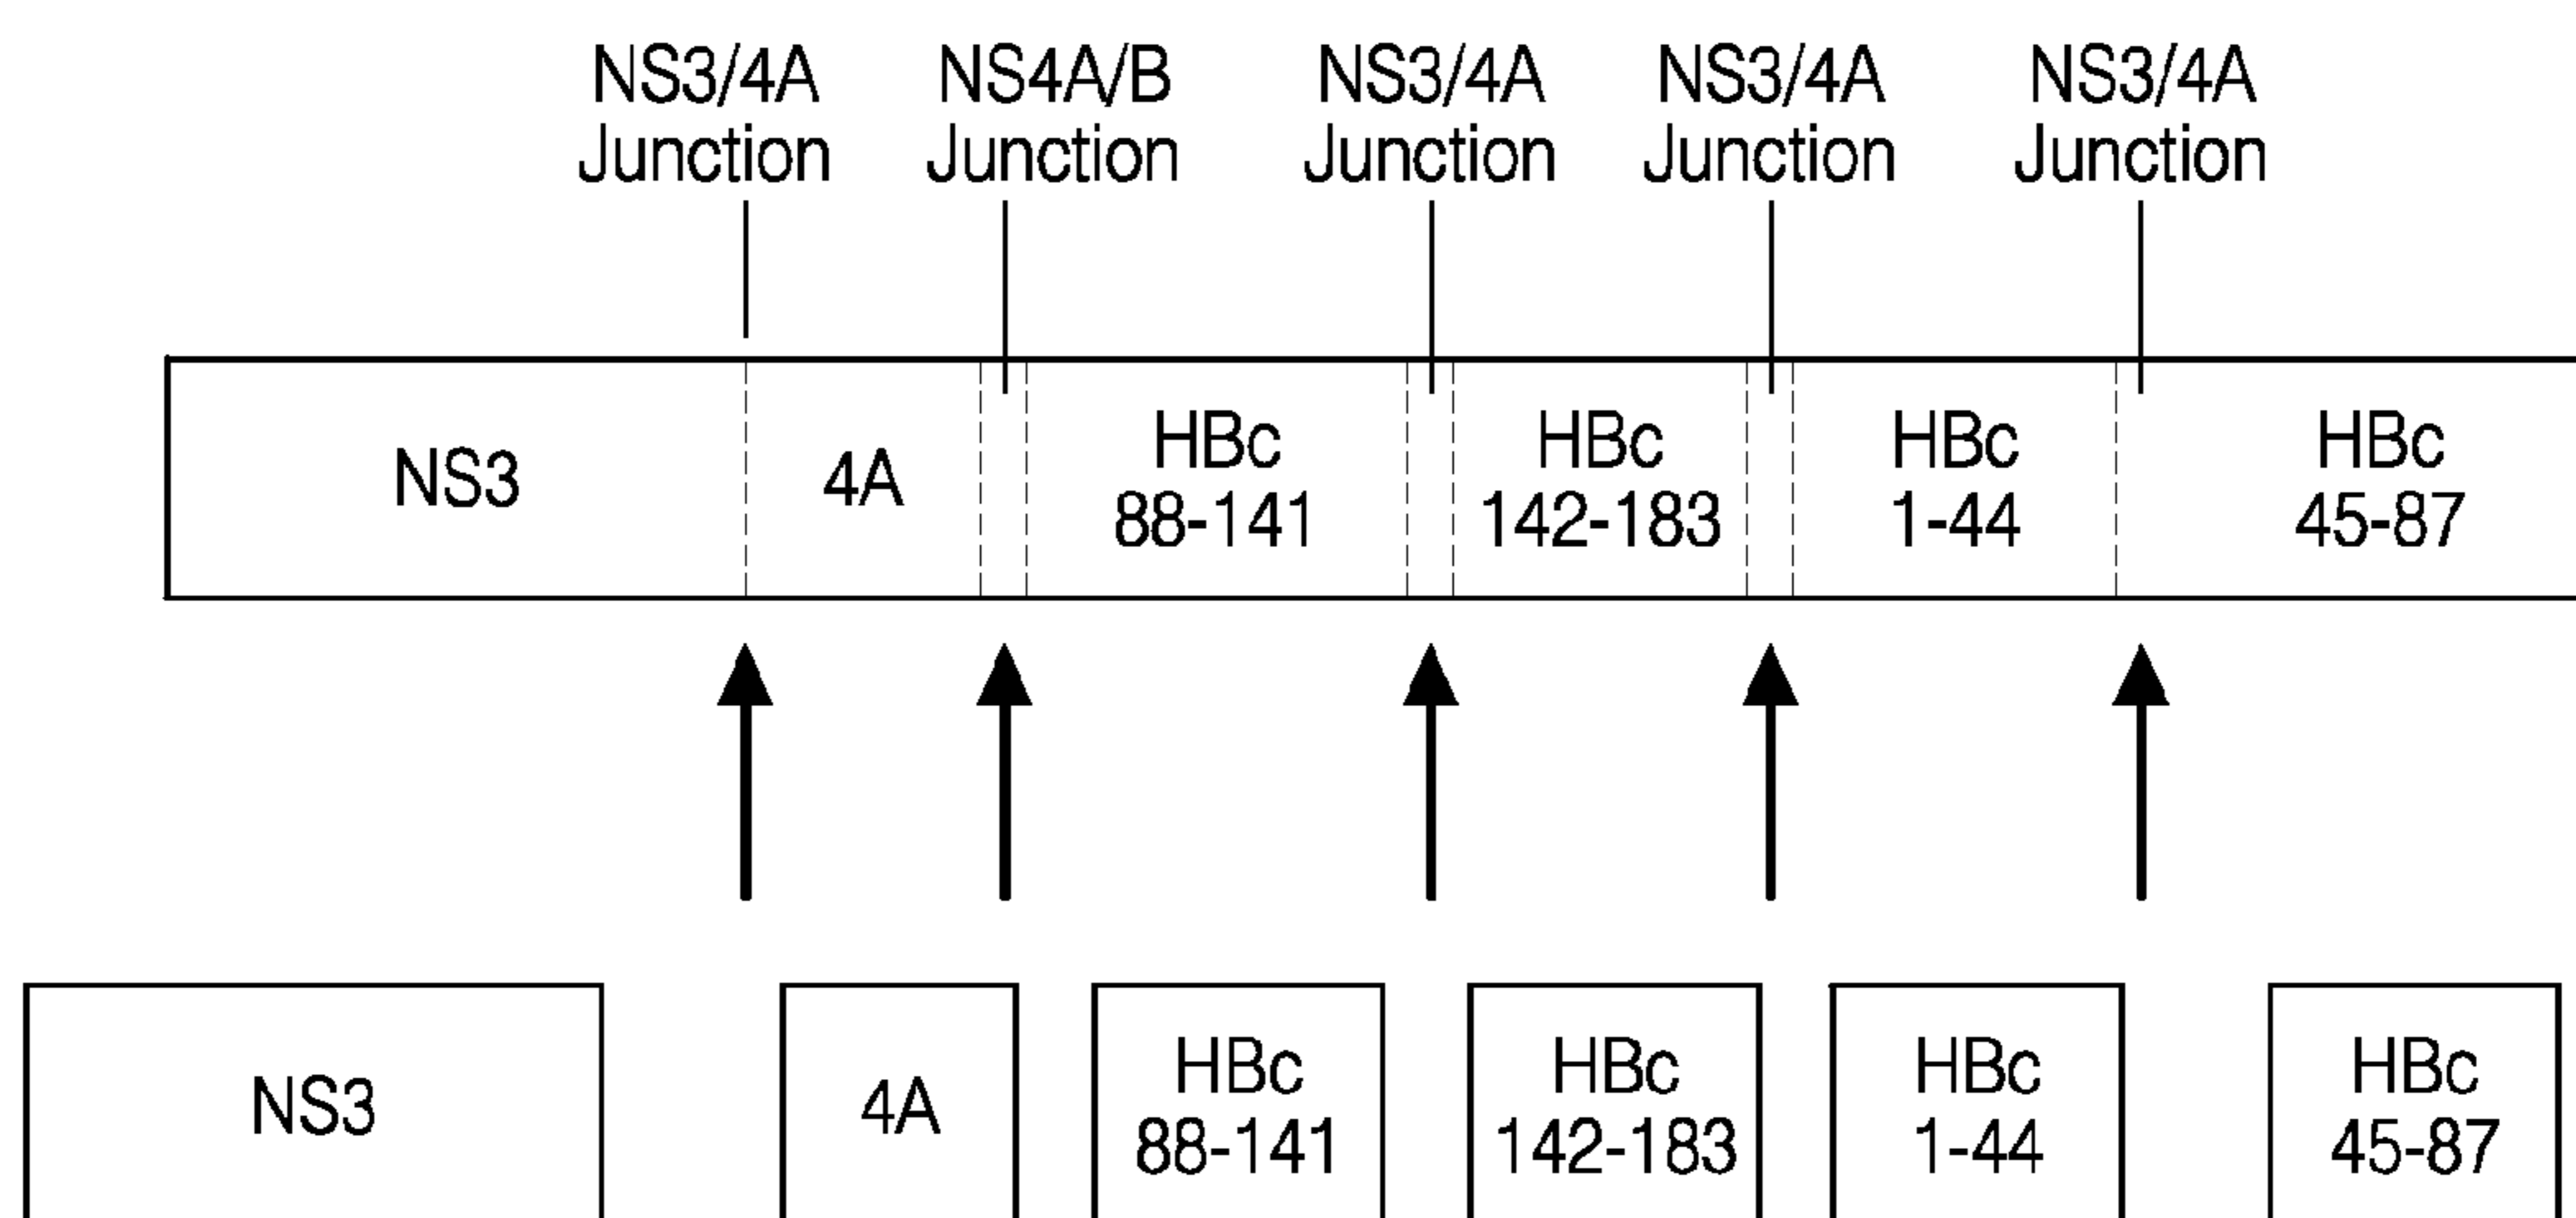 NS3/4A
Junction
NS4A/B
Junction
NS3/4A
Junction
NS3/4A
Junction
NS3/4A
Junction
NS3
4A
HBc
88-141
HBc
142-183
HBc
1-44
HBc
45-87
NS3
4A
HBc
88-141
HBc
142-183
HBc
1-44
HBc
45-87